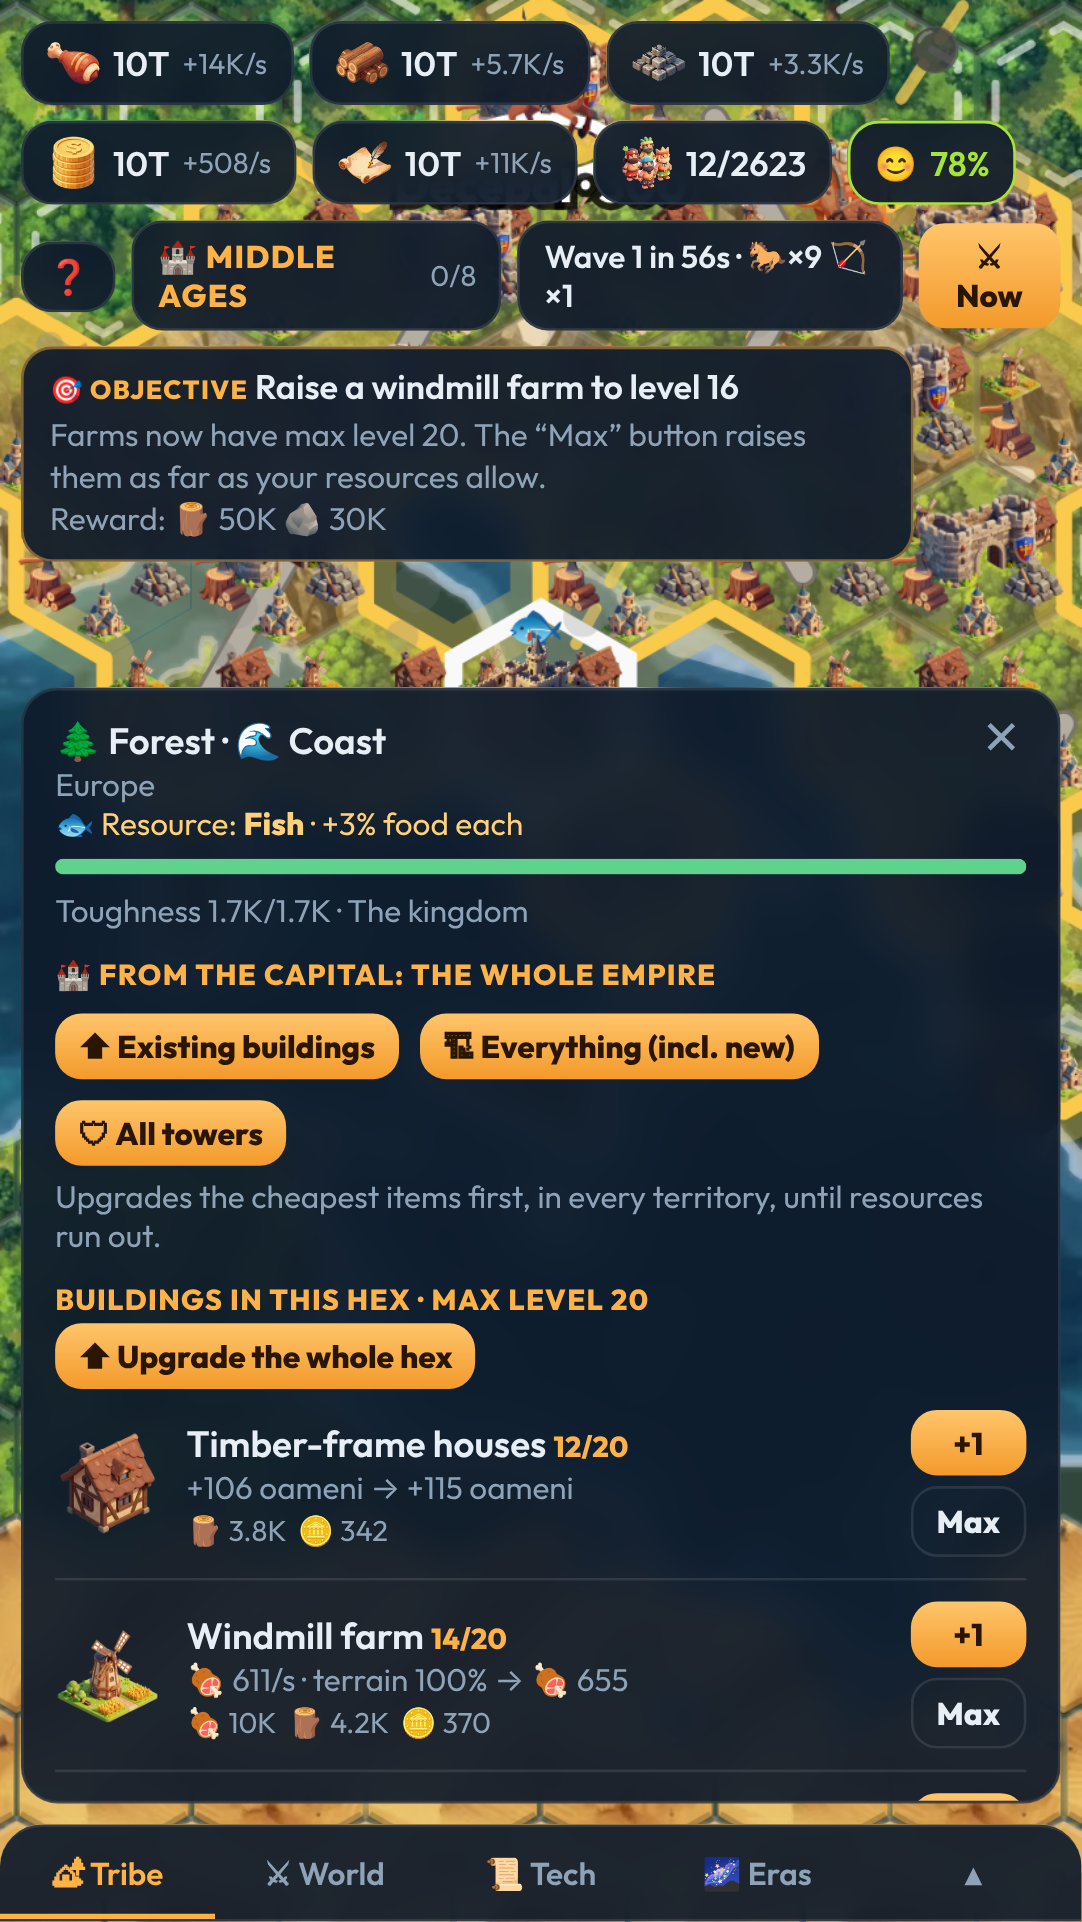 10T +14K/s 10T +5.7K/s 10T +3.3K/s
10T +508/s 10T +11K/s 12/2623 78%
MIDDLE AGES 0/8
Wave 1 in 56s · ×9 ×1
Now
OBJECTIVE Raise a windmill farm to level 16
Farms now have max level 20. The “Max” button raises
them as far as your resources allow.
Reward: 50K 30K
Forest · Coast
Europe
Resource: Fish · +3% food each
Toughness 1.7K/1.7K · The kingdom
FROM THE CAPITAL: THE WHOLE EMPIRE
Existing buildings Everything (incl. new)
All towers
Upgrades the cheapest items first, in every territory, until resources
run out.
BUILDINGS IN THIS HEX · MAX LEVEL 20
Upgrade the whole hex
Timber-frame houses 12/20
+106 oameni → +115 oameni
3.8K 342
+1
Max
Windmill farm 14/20
611/s · terrain 100% → 655
10K 4.2K 370
+1
Max
Tribe World Tech Eras ▲